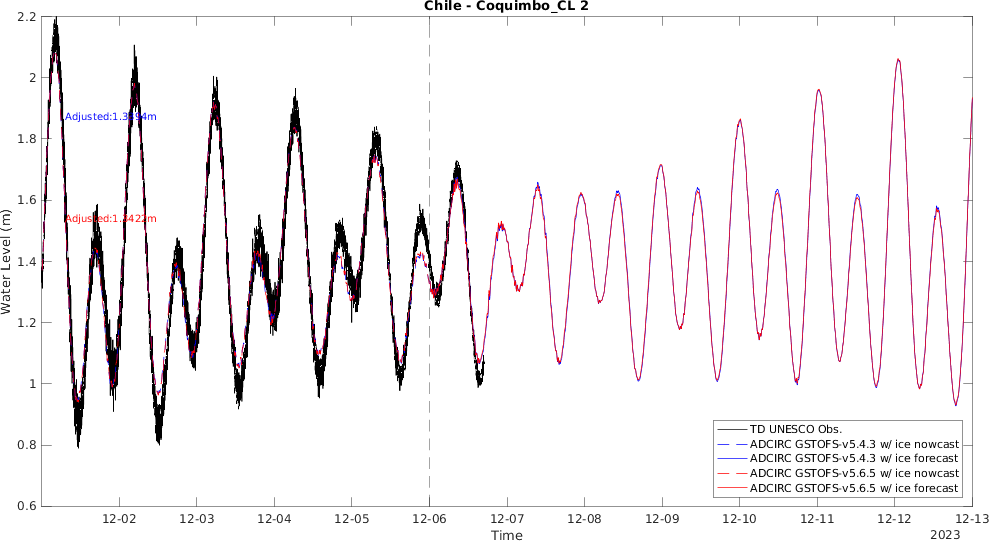 Chile - Coquimbo_CL 2
Water Level (m)
2.2
2
1.8
1.6
1.4
1.2
1
0.8
0.6
Adjusted:1.3494m
Adjusted:1.3422m
TD UNESCO Obs.
ADCIRC GSTOFS-v5.4.3 w/ ice nowcast
ADCIRC GSTOFS-v5.4.3 w/ ice forecast
ADCIRC GSTOFS-v5.6.5 w/ ice nowcast
ADCIRC GSTOFS-v5.6.5 w/ ice forecast
12-02 12-03 12-04 12-05 12-06 12-07 12-08 12-09 12-10 12-11 12-12 12-13
Time
2023